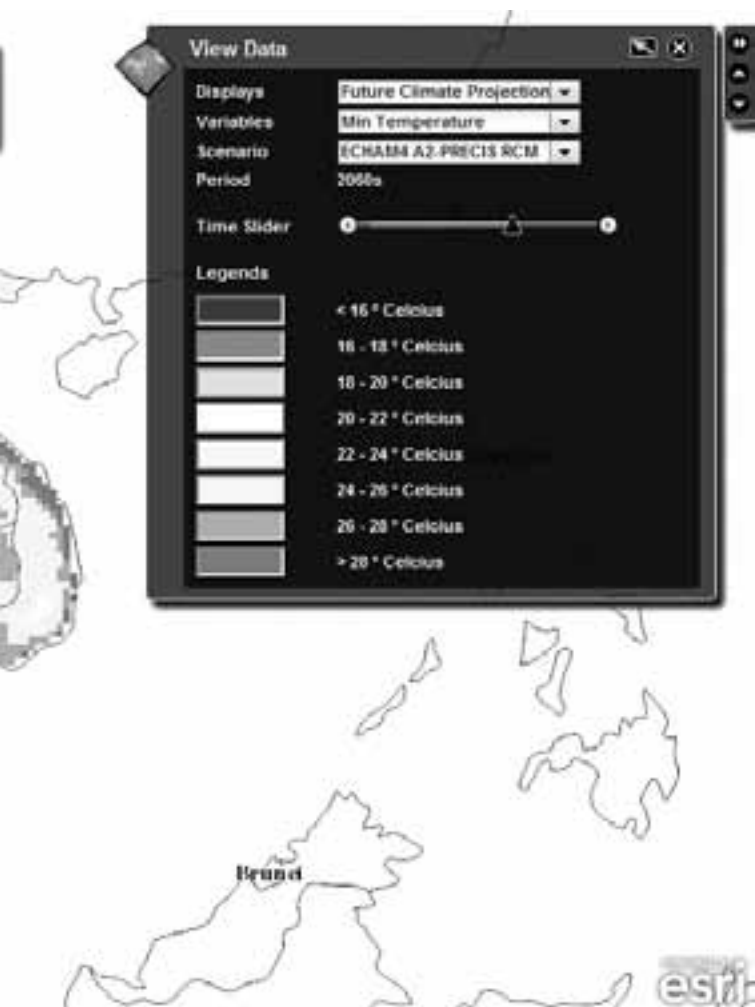 View Data
Displays Future Climate Projection
Variables Min Temperature
Scenario ECHAM4 A2-PRECIS RCM
Period 2060s
Time Slider
Legends
< 16 ° Celcius
16 - 18 ° Celcius
18 - 20 ° Celcius
20 - 22 ° Celcius
22 - 24 ° Celcius
24 - 26 ° Celcius
26 - 28 ° Celcius
> 28 ° Celcius
Brunei
esri